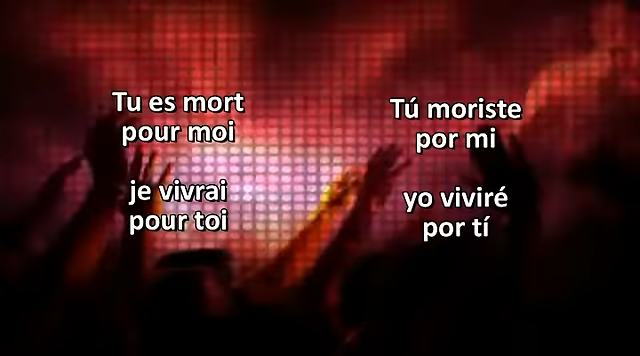 Tu es mort
pour moi
je vivrai
pour toi
Tú moriste
por mi
yo viviré
por tí